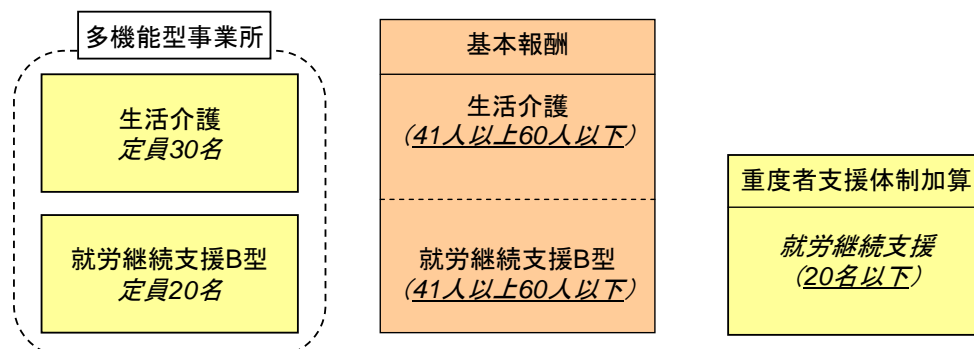 多機能型事業所
生活介護
定員30名
就労継続支援B型
定員20名
基本報酬
生活介護
（41人以上60人以下）
就労継続支援B型
（41人以上60人以下）
重度者支援体制加算
就労継続支援
（20名以下）